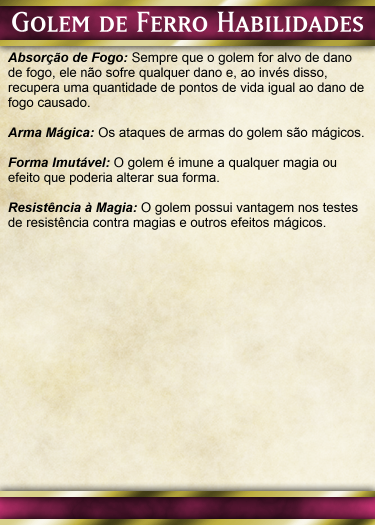 Golem de Ferro Habilidades
Absorção de Fogo: Sempre que o golem for alvo de dano
de fogo, ele não sofre qualquer dano e, ao invés disso,
recupera uma quantidade de pontos de vida igual ao dano de
fogo causado.
Arma Mágica: Os ataques de armas do golem são mágicos.
Forma Imutável: O golem é imune a qualquer magia ou
efeito que poderia alterar sua forma.
Resistência à Magia: O golem possui vantagem nos testes
de resistência contra magias e outros efeitos mágicos.